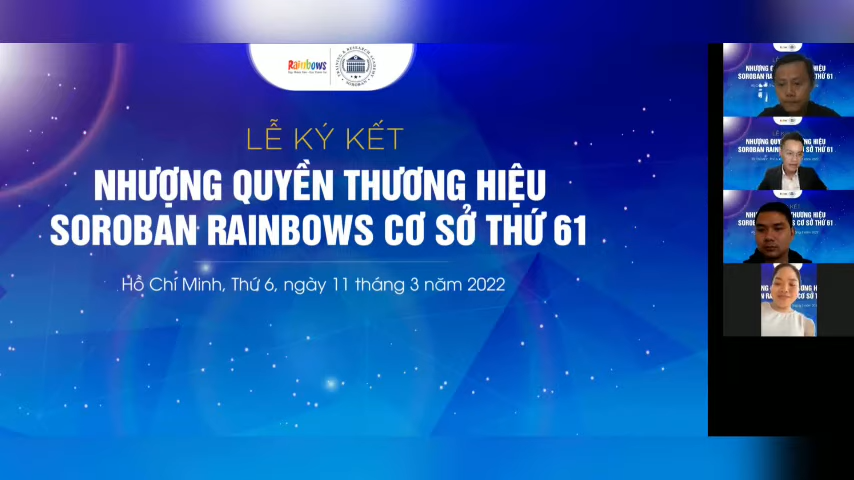 Rainbows
LỄ KÝ KẾT
NHƯỢNG QUYỀN THƯƠNG HIỆU
SOROBAN RAINBOWS CƠ SỞ THỨ 61
Hồ Chí Minh, Thứ 6, ngày 11 tháng 3 năm 2022